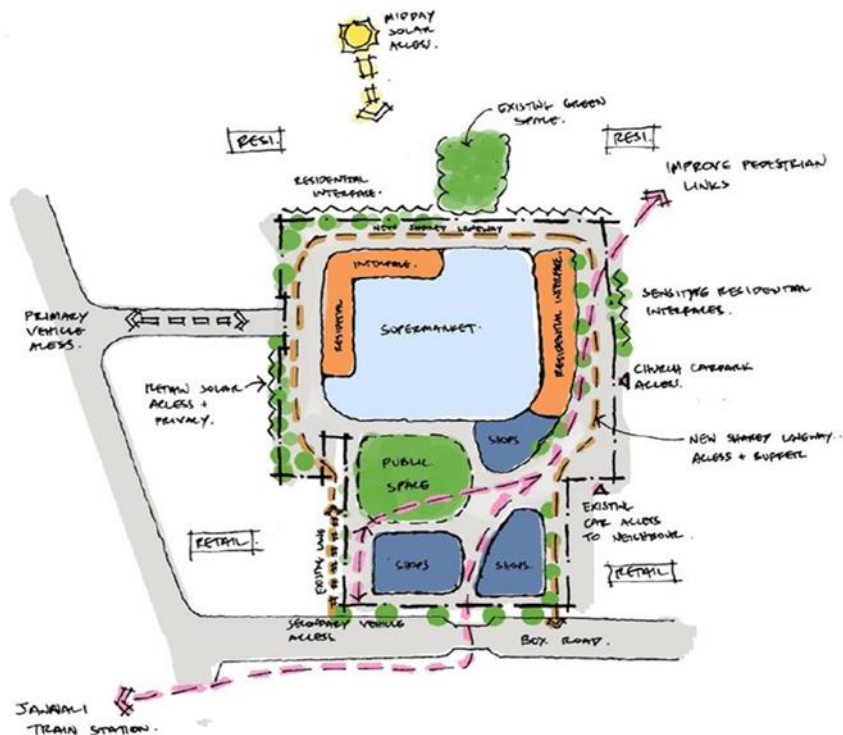 MIDDAY
SOLAR
ACCESS.
EXISTING GREEN
SPACE.
RESI.
RESI.
IMPROVE PEDESTRIAN
LINKS
RESIDENTIAL
INTERFACE.
NEW SHAREY LANEWAY
INTERFACE.
RESIDENTIAL
SUPERMARKET.
RESIDENTIAL INTERFACE.
SENSITIVE RESIDENTIAL
INTERFACES.
PRIMARY
VEHICLE
ACCESS.
RETAIN SOLAR
ACCESS +
PRIVACY.
CHURCH CARPARK
ACCESS.
SHOPS
NEW SHAREY LANEWAY.
ACCESS + BUFFER
PUBLIC
SPACE
EXISTING
CAR ACCESS
TO NEIGHBOUR.
RETAIL
EXISTING LANE
SHOPS
SHOPS.
RETAIL
SECONDARY VEHICLE
ACCESS
BOX ROAD.
JANNALI
TRAIN STATION.